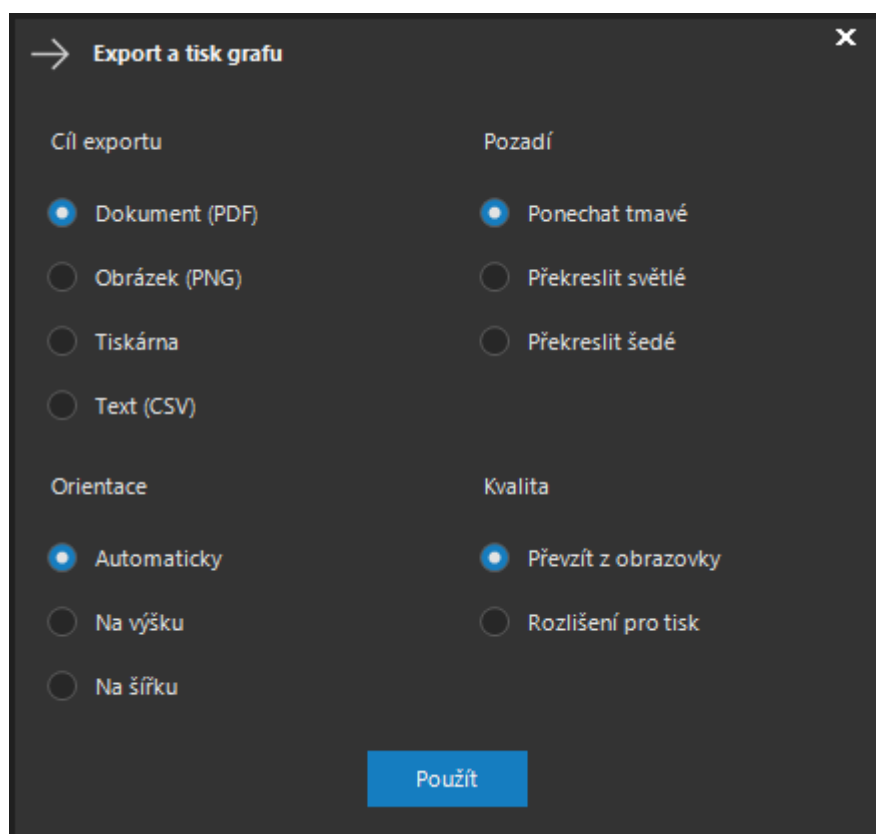 Export a tisk grafu
Cíl exportu
Dokument (PDF)
Obrázek (PNG)
Tiskárna
Text (CSV)
Pozadí
Ponechat tmavé
Překreslit světlé
Překreslit šedé
Orientace
Automaticky
Na výšku
Na šířku
Kvalita
Převzít z obrazovky
Rozlišení pro tisk
Použít